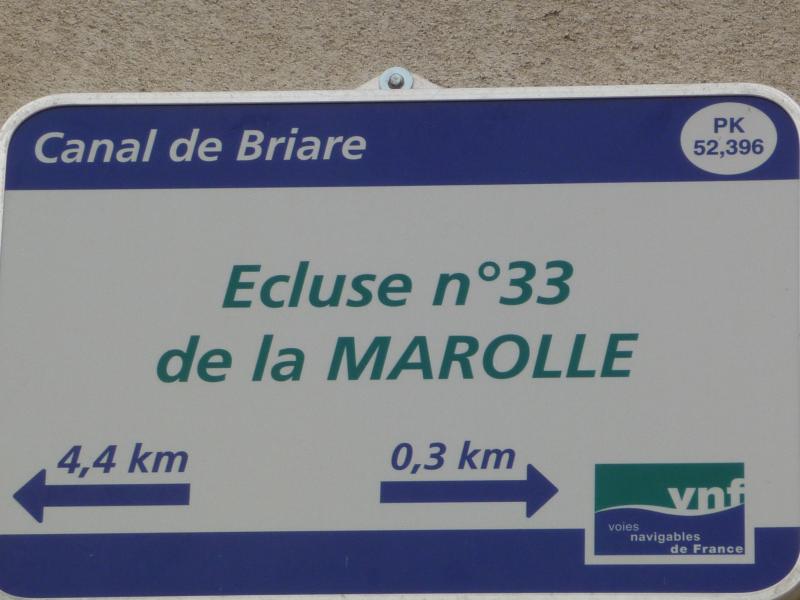 Canal de Briare
PK
52,396
Ecluse n°33
de la MAROLLE
4,4 km
0,3 km
vnf
voies
navigables
de France